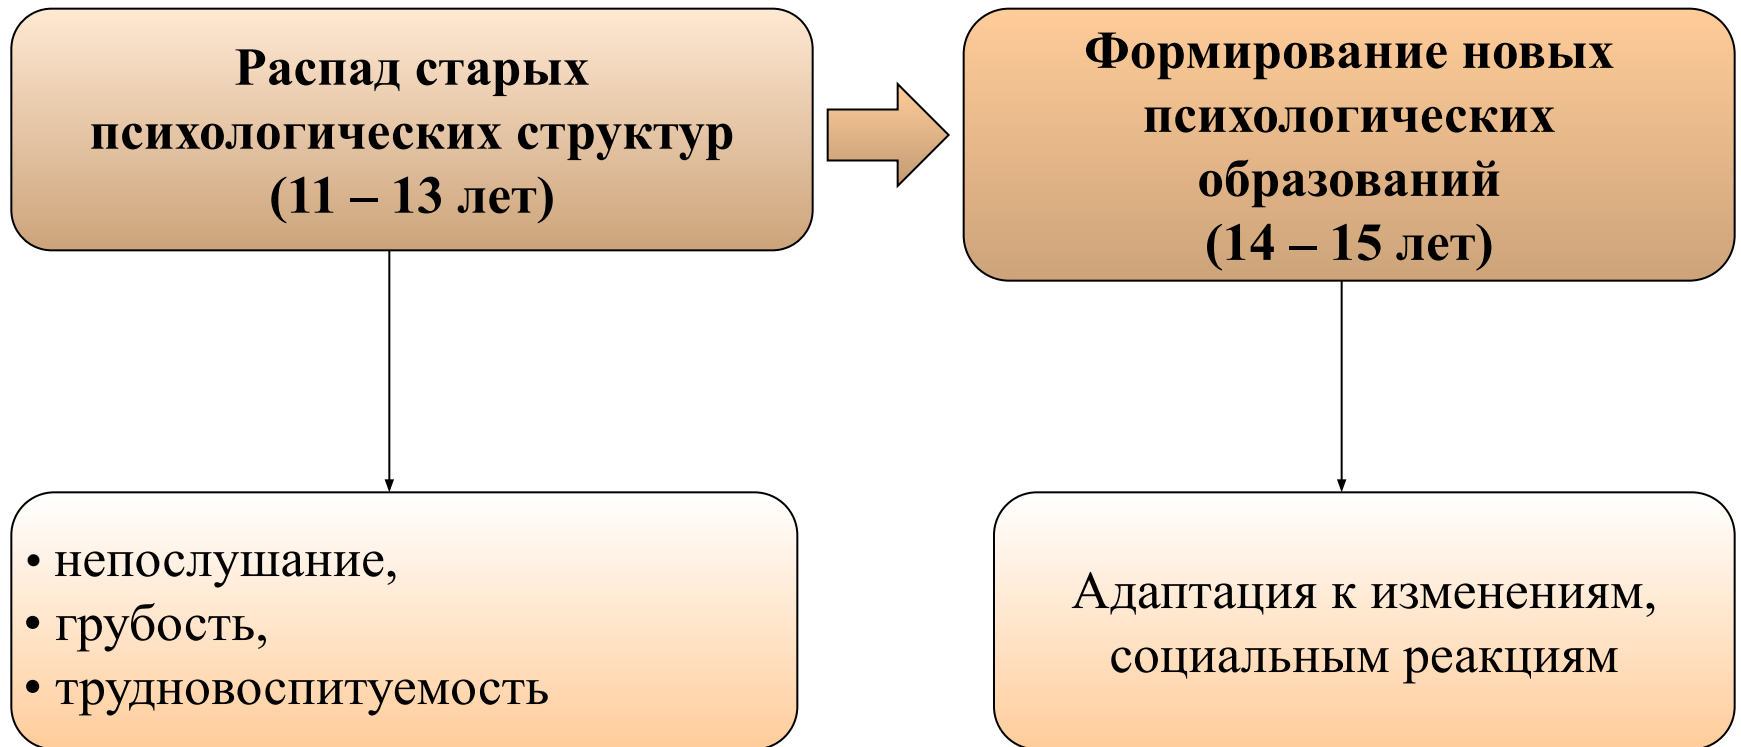 Распад старых
психологических структур
(11 – 13 лет)
Формирование новых
психологических
образований
(14 – 15 лет)
• непослушание,
• грубость,
• трудновоспитуемость
Адаптация к изменениям,
социальным реакциям